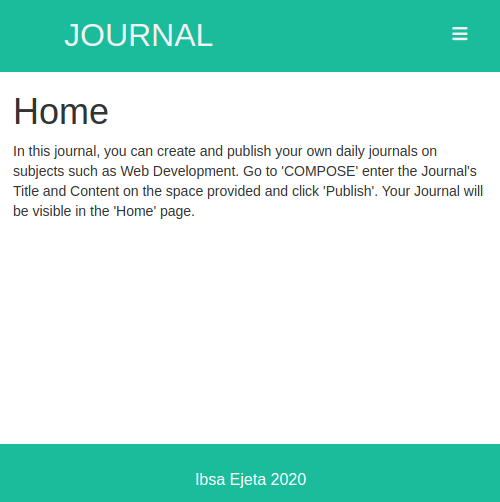 JOURNAL
Home
In this journal, you can create and publish your own daily journals on
subjects such as Web Development. Go to 'COMPOSE' enter the Journal's
Title and Content on the space provided and click 'Publish'. Your Journal will
be visible in the 'Home' page.
Ibsa Ejeta 2020